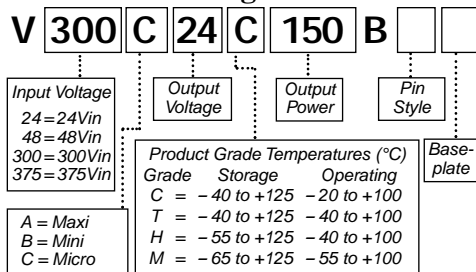 V 300 C 24 C 150 B
Input Voltage
24 = 24Vin
48 = 48Vin
300 = 300Vin
375 = 375Vin
Output
Voltage
Output
Power
Pin
Style
Base-
plate
A = Maxi
B = Mini
C = Micro
Product Grade Temperatures (°C)
Grade Storage Operating
C = – 40 to +125 – 20 to +100
T = – 40 to +125 – 40 to +100
H = – 55 to +125 – 40 to +100
M = – 65 to +125 – 55 to +100